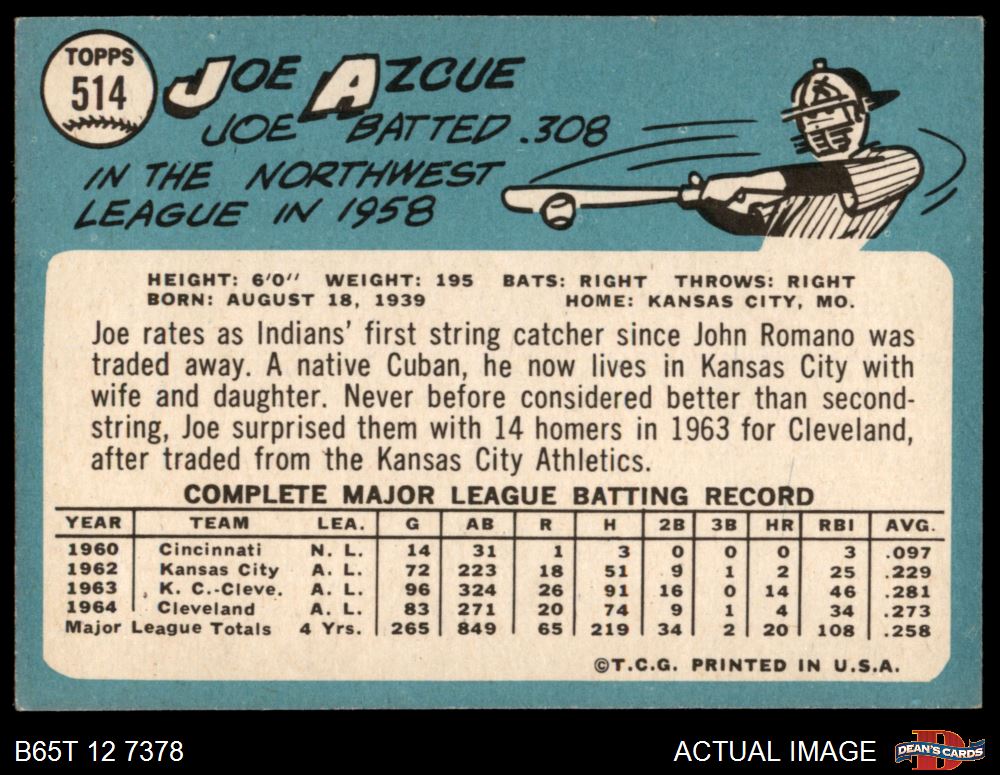 TOPPS
514
JOE AZCUE
JOE BATTED .308
IN THE NORTHWEST
LEAGUE IN 1958
HEIGHT: 6'0" WEIGHT: 195 BATS: RIGHT THROWS: RIGHT
BORN: AUGUST 18, 1939 HOME: KANSAS CITY, MO.
Joe rates as Indians' first string catcher since John Romano was
traded away. A native Cuban, he now lives in Kansas City with
wife and daughter. Never before considered better than second-
string, Joe surprised them with 14 homers in 1963 for Cleveland,
after traded from the Kansas City Athletics.
COMPLETE MAJOR LEAGUE BATTING RECORD
YEAR TEAM LEA. G AB R H 2B 3B HR RBI AVG.
1960 Cincinnati N. L. 14 31 1 3 0 0 0 3 .097
1962 Kansas City A. L. 72 223 18 51 9 1 2 25 .229
1963 K. C.-Cleve. A. L. 96 324 26 91 16 0 14 46 .281
1964 Cleveland A. L. 83 271 20 74 9 1 4 34 .273
Major League Totals 4 Yrs. 265 849 65 219 34 2 20 108 .258
©T.C.G. PRINTED IN U.S.A.
B65T 12 7378 ACTUAL IMAGE DEAN'S CARDS